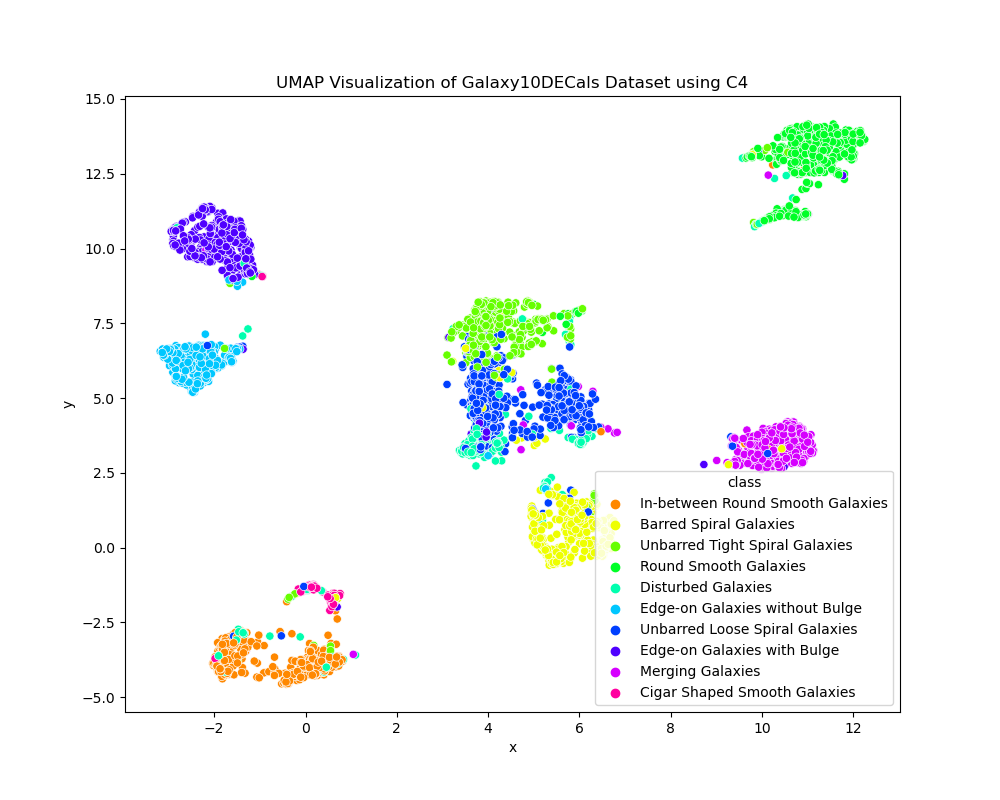 UMAP Visualization of Galaxy10DECals Dataset using C4
15.0
12.5
10.0
7.5
5.0
2.5
0.0
−2.5
−5.0
y
−2 0 2 4 6 8 10 12
x
class
In-between Round Smooth Galaxies
Barred Spiral Galaxies
Unbarred Tight Spiral Galaxies
Round Smooth Galaxies
Disturbed Galaxies
Edge-on Galaxies without Bulge
Unbarred Loose Spiral Galaxies
Edge-on Galaxies with Bulge
Merging Galaxies
Cigar Shaped Smooth Galaxies